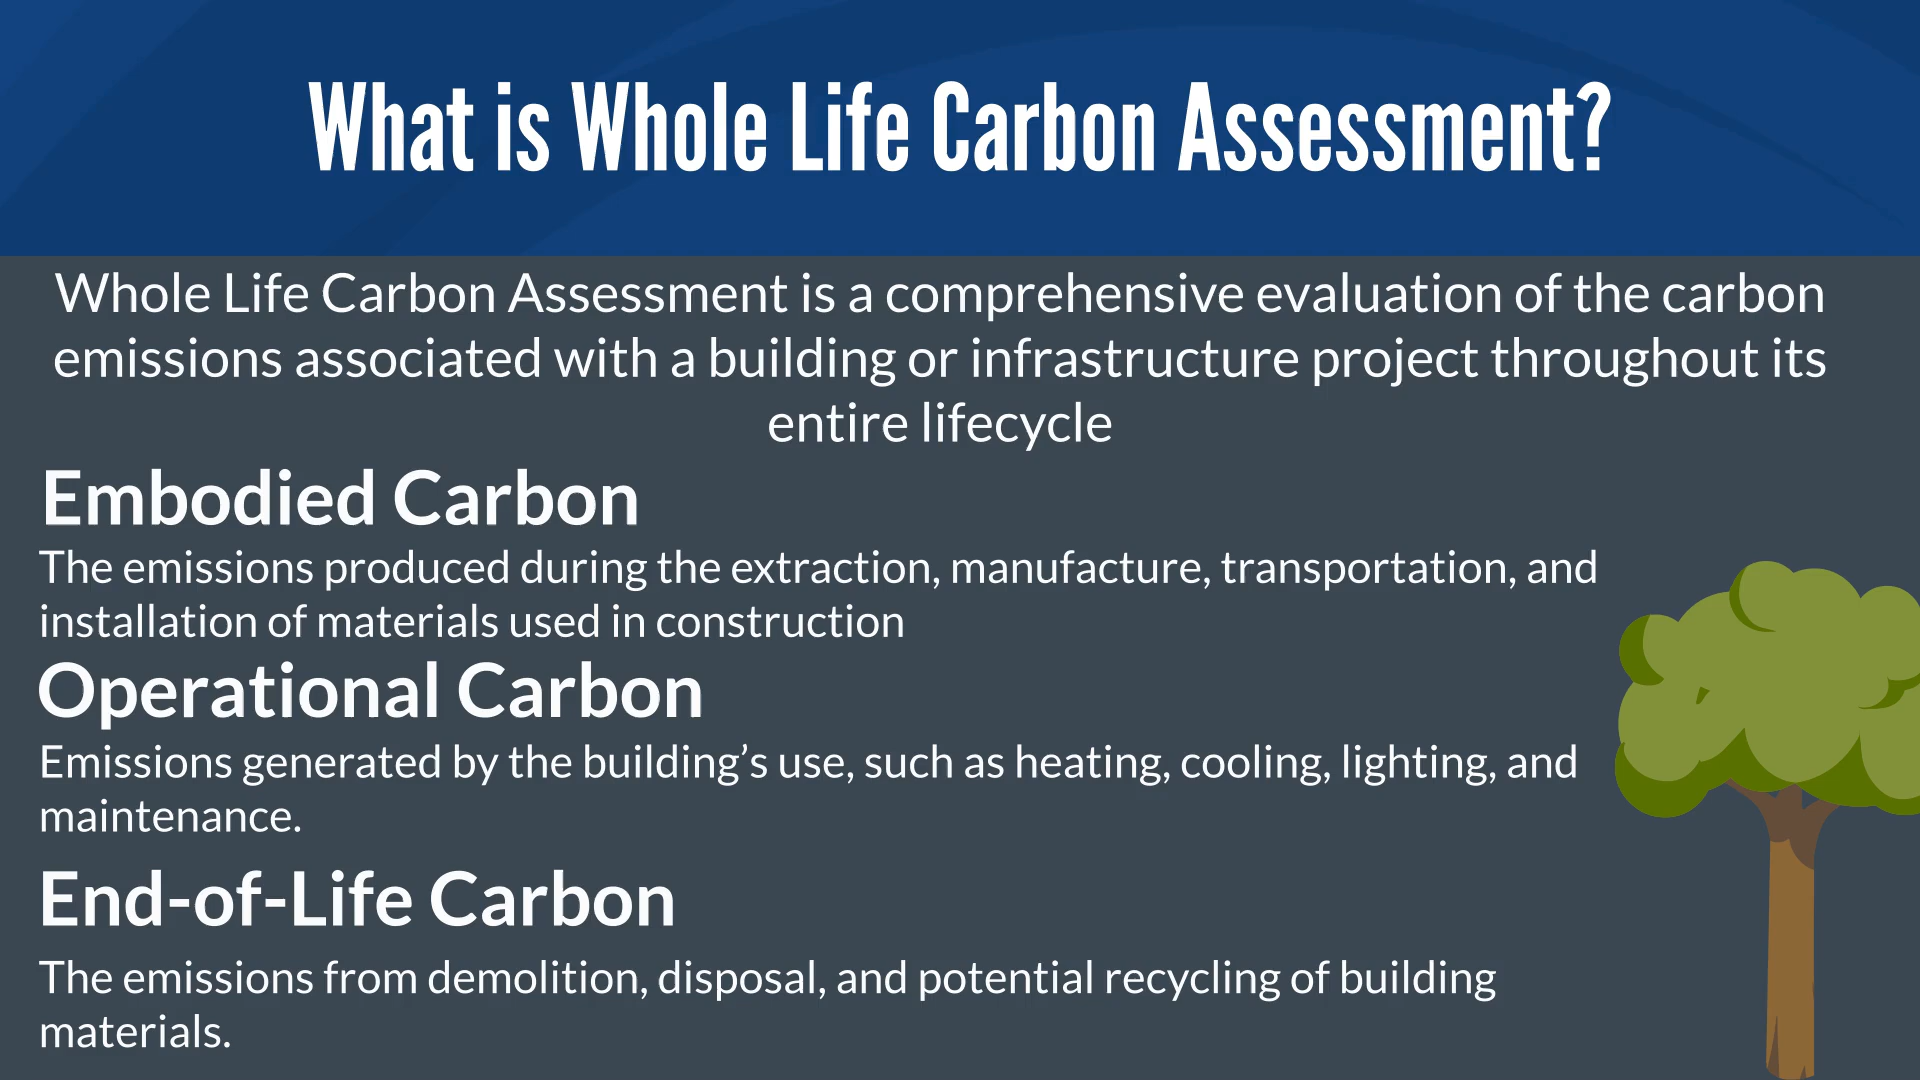 What is Whole Life Carbon Assessment?
Whole Life Carbon Assessment is a comprehensive evaluation of the carbon
emissions associated with a building or infrastructure project throughout its
entire lifecycle
Embodied Carbon
The emissions produced during the extraction, manufacture, transportation, and
installation of materials used in construction
Operational Carbon
Emissions generated by the building’s use, such as heating, cooling, lighting, and
maintenance.
End-of-Life Carbon
The emissions from demolition, disposal, and potential recycling of building
materials.